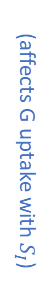 (affects G uptake with $S_I$)